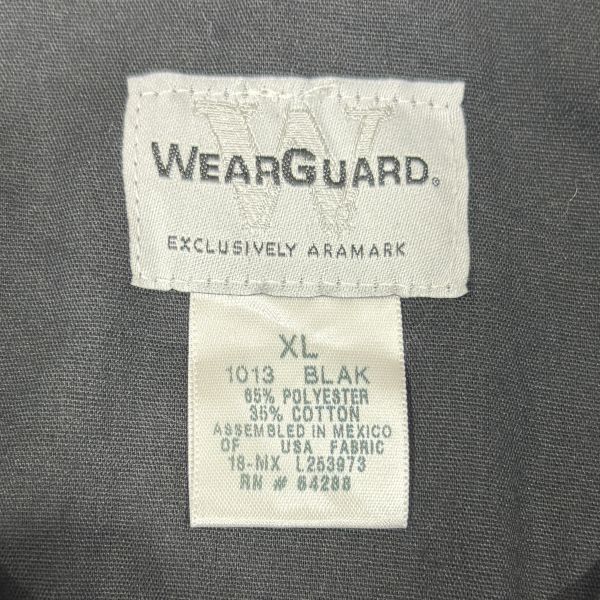 W
WEARGUARD®
EXCLUSIVELY ARAMARK
XL
1013 BLAK
65% POLYESTER
35% COTTON
ASSEMBLED IN MEXICO
OF USA FABRIC
18-MX L253973
RN # 64288